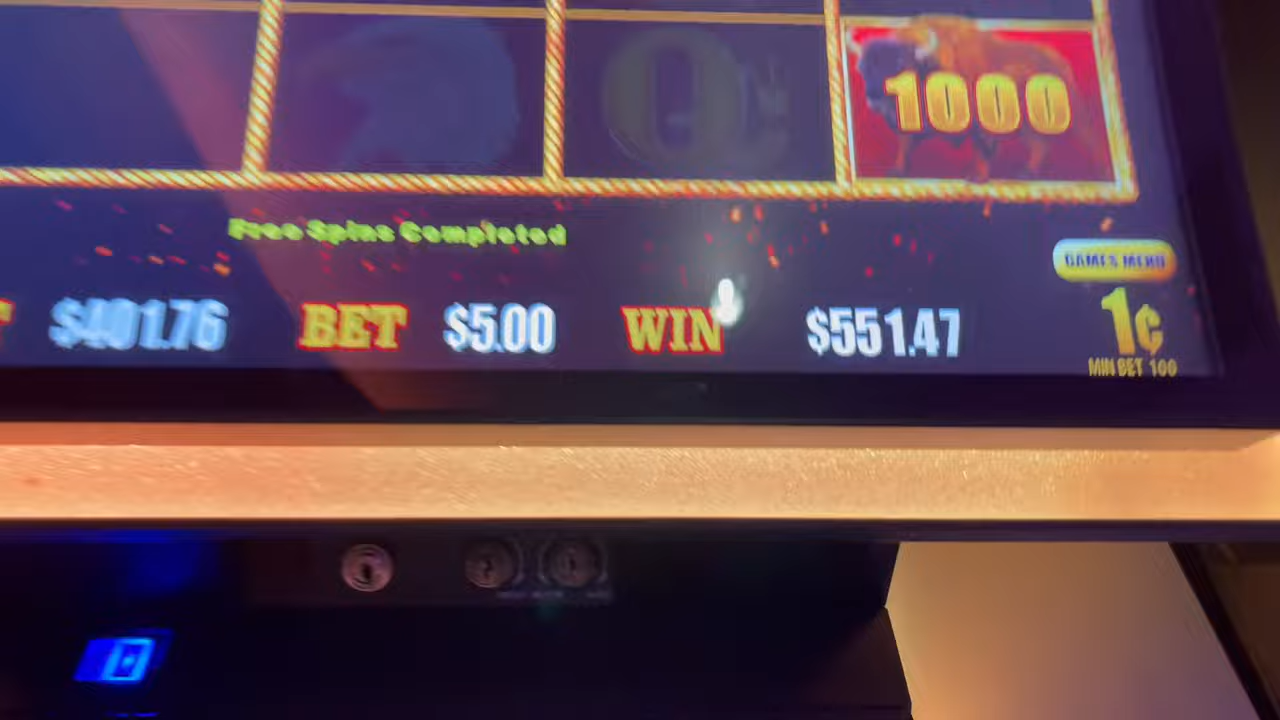 1000
Free Spins Completed
GAMES MENU
$401.76 BET $5.00 WIN $551.47
1¢
MIN BET 100